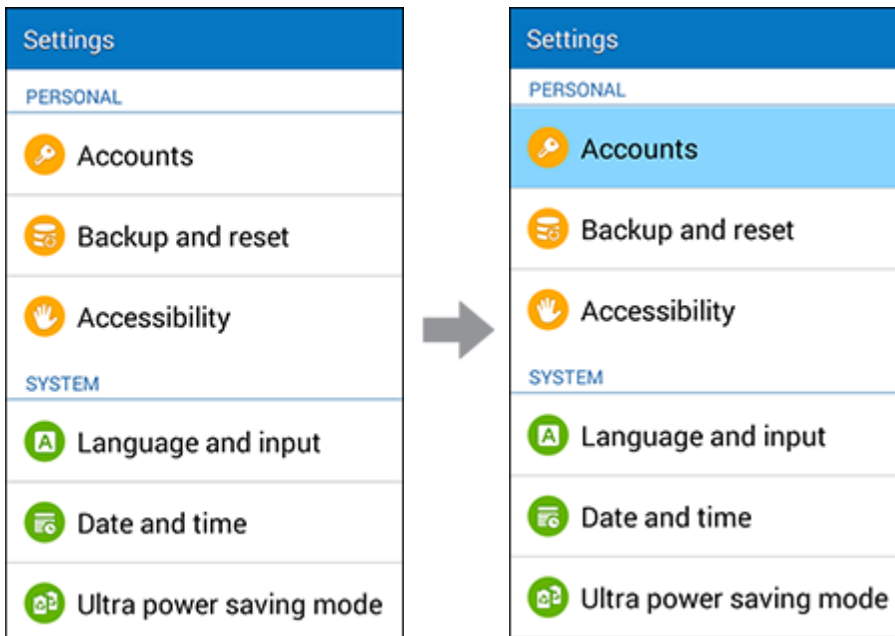 Settings
PERSONAL
Accounts
Backup and reset
Accessibility
SYSTEM
A Language and input
Date and time
Ultra power saving mode
Settings
PERSONAL
Accounts
Backup and reset
Accessibility
SYSTEM
A Language and input
Date and time
Ultra power saving mode